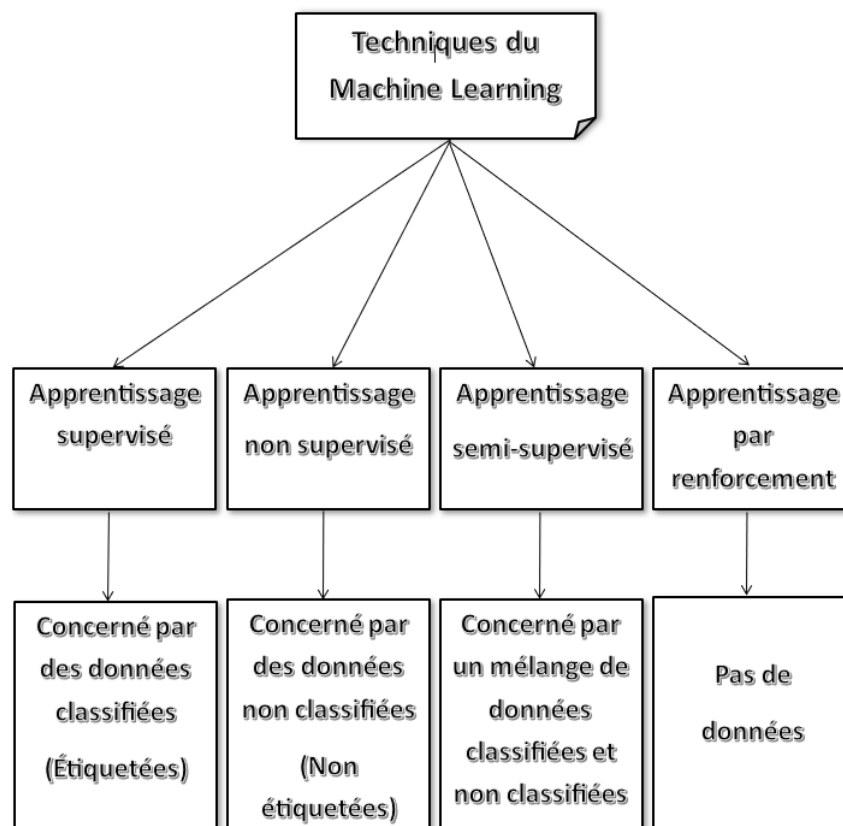 Techniques du
Machine Learning
Apprentissage
supervisé
Apprentissage
non supervisé
Apprentissage
semi-supervisé
Apprentissage
par
renforcement
Concerné par
des données
classifiées
(Étiquetées)
Concerné par
des données
non classifiées
(Non
étiquetées)
Concerné par
un mélange de
données
classifiées et
non classifiées
Pas de
données